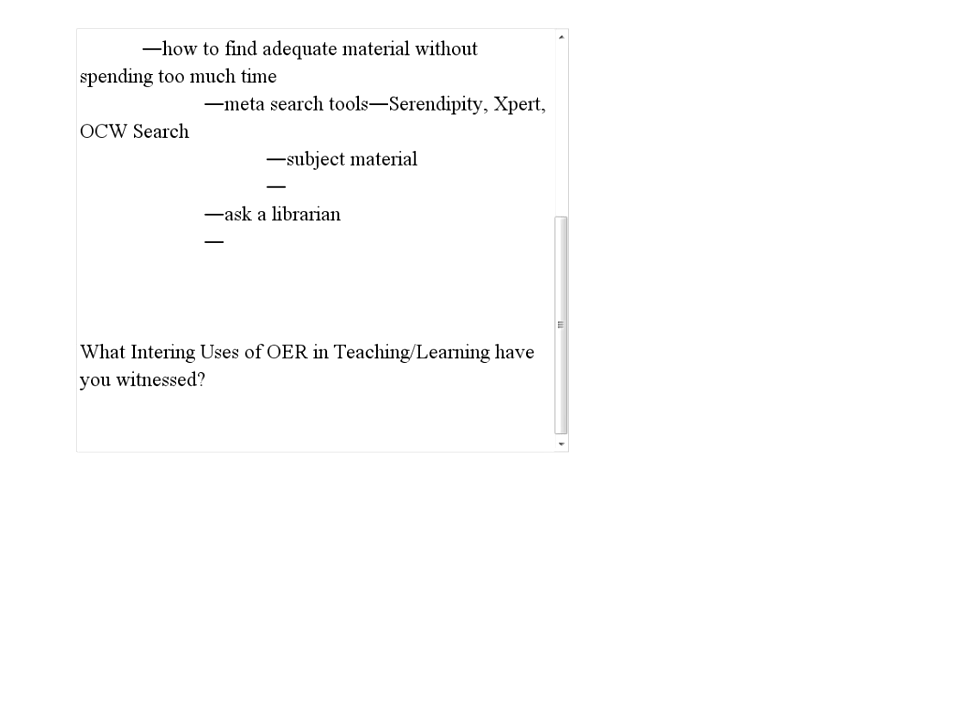 —how to find adequate material without
spending too much time
—meta search tools—Serendipity, Xpert,
OCW Search
—subject material
—
—ask a librarian
—
What Intering Uses of OER in Teaching/Learning have
you witnessed?